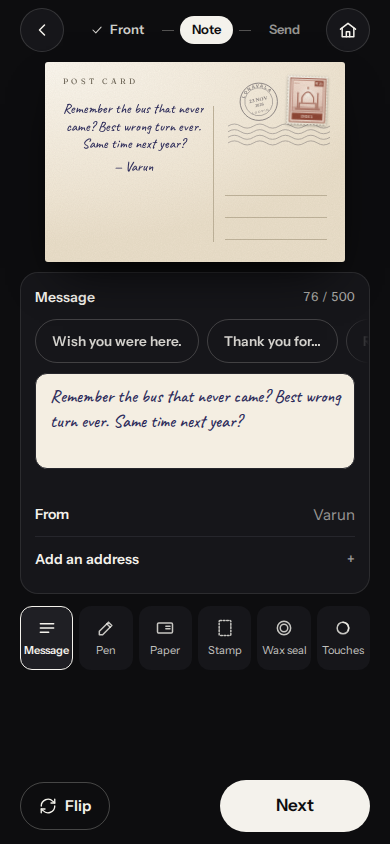 Front
Note
Send
POST CARD
Remember the bus that never
came? Best wrong turn ever.
Same time next year?
— Varun
LONAVALA
23 NOV
Message
76 / 500
Wish you were here.
Thank you for...
Remember the bus that never came? Best wrong
turn ever. Same time next year?
From
Varun
Add an address
+
Message
Pen
Paper
Stamp
Wax seal
Touches
Flip
Next